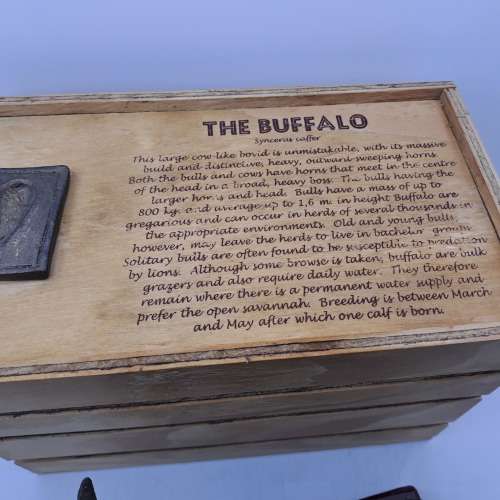 THE BUFFALO
Syncerus caffer
This large cow-like bovid is unmistakable, with its massive
build and distinctive, heavy, outward-sweeping horns.
Both the bulls and cows have horns that meet in the centre
of the head in a broad, heavy boss. The bulls having the
larger horns and head. Bulls have a mass of up to
800 kg. and average up to 1,6 m. in height Buffalo are
gregarious and can occur in herds of several thousands in
the appropriate environments. Old and young bulls,
however, may leave the herds to live in bachelor groups.
Solitary bulls are often found to be susceptible to predation
by lions. Although some browse is taken, buffalo are bulk
grazers and also require daily water. They therefore
remain where there is a permanent water supply and
prefer the open savannah. Breeding is between March
and May after which one calf is born.